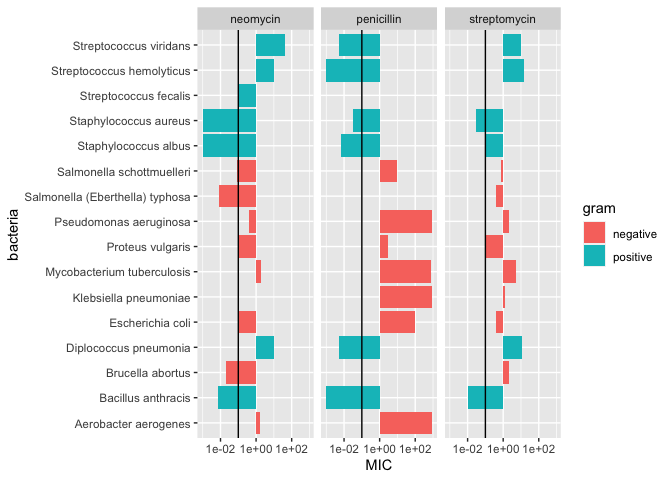 neomycin penicillin streptomycin
Streptococcus viridans
Streptococcus hemolyticus
Streptococcus fecalis
Staphylococcus aureus
Staphylococcus albus
Salmonella schottmuelleri
Salmonella (Eberthella) typhosa
Pseudomonas aeruginosa
Proteus vulgaris
Mycobacterium tuberculosis
Klebsiella pneumoniae
Escherichia coli
Diplococcus pneumonia
Brucella abortus
Bacillus anthracis
Aerobacter aerogenes
bacteria
1e-02 1e+00 1e+02 1e-02 1e+00 1e+02 1e-02 1e+00 1e+02
MIC
gram
negative
positive